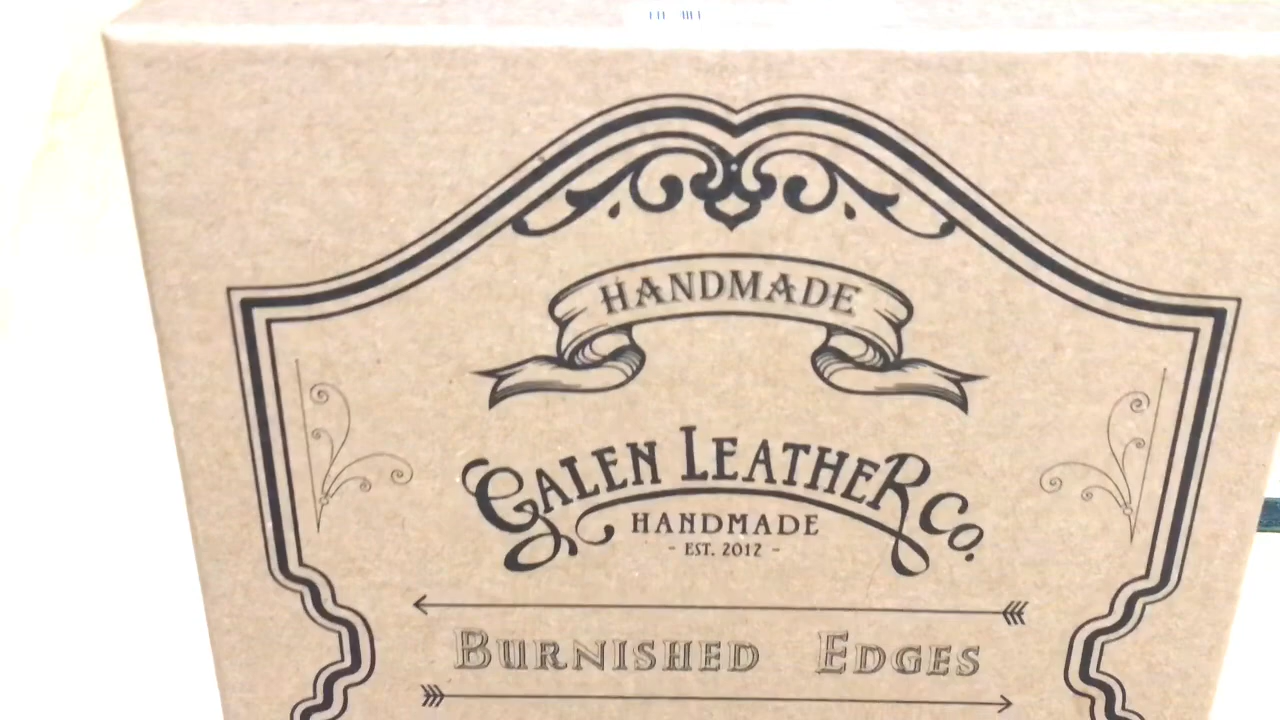 HANDMADE
GALEN LEATHER Co.
HANDMADE
- EST. 2012 -
BURNISHED EDGES